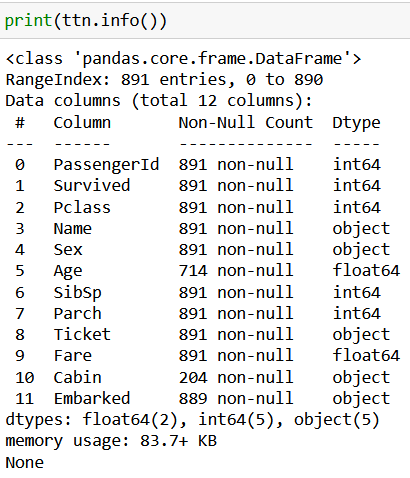 print(ttn.info())
<class 'pandas.core.frame.DataFrame'>
RangeIndex: 891 entries, 0 to 890
Data columns (total 12 columns):
 #   Column       Non-Null Count  Dtype
---  ------       --------------  -----
 0   PassengerId  891 non-null    int64
 1   Survived     891 non-null    int64
 2   Pclass       891 non-null    int64
 3   Name         891 non-null    object
 4   Sex          891 non-null    object
 5   Age          714 non-null    float64
 6   SibSp        891 non-null    int64
 7   Parch        891 non-null    int64
 8   Ticket       891 non-null    object
 9   Fare         891 non-null    float64
 10  Cabin        204 non-null    object
 11  Embarked     889 non-null    object
dtypes: float64(2), int64(5), object(5)
memory usage: 83.7+ KB
None